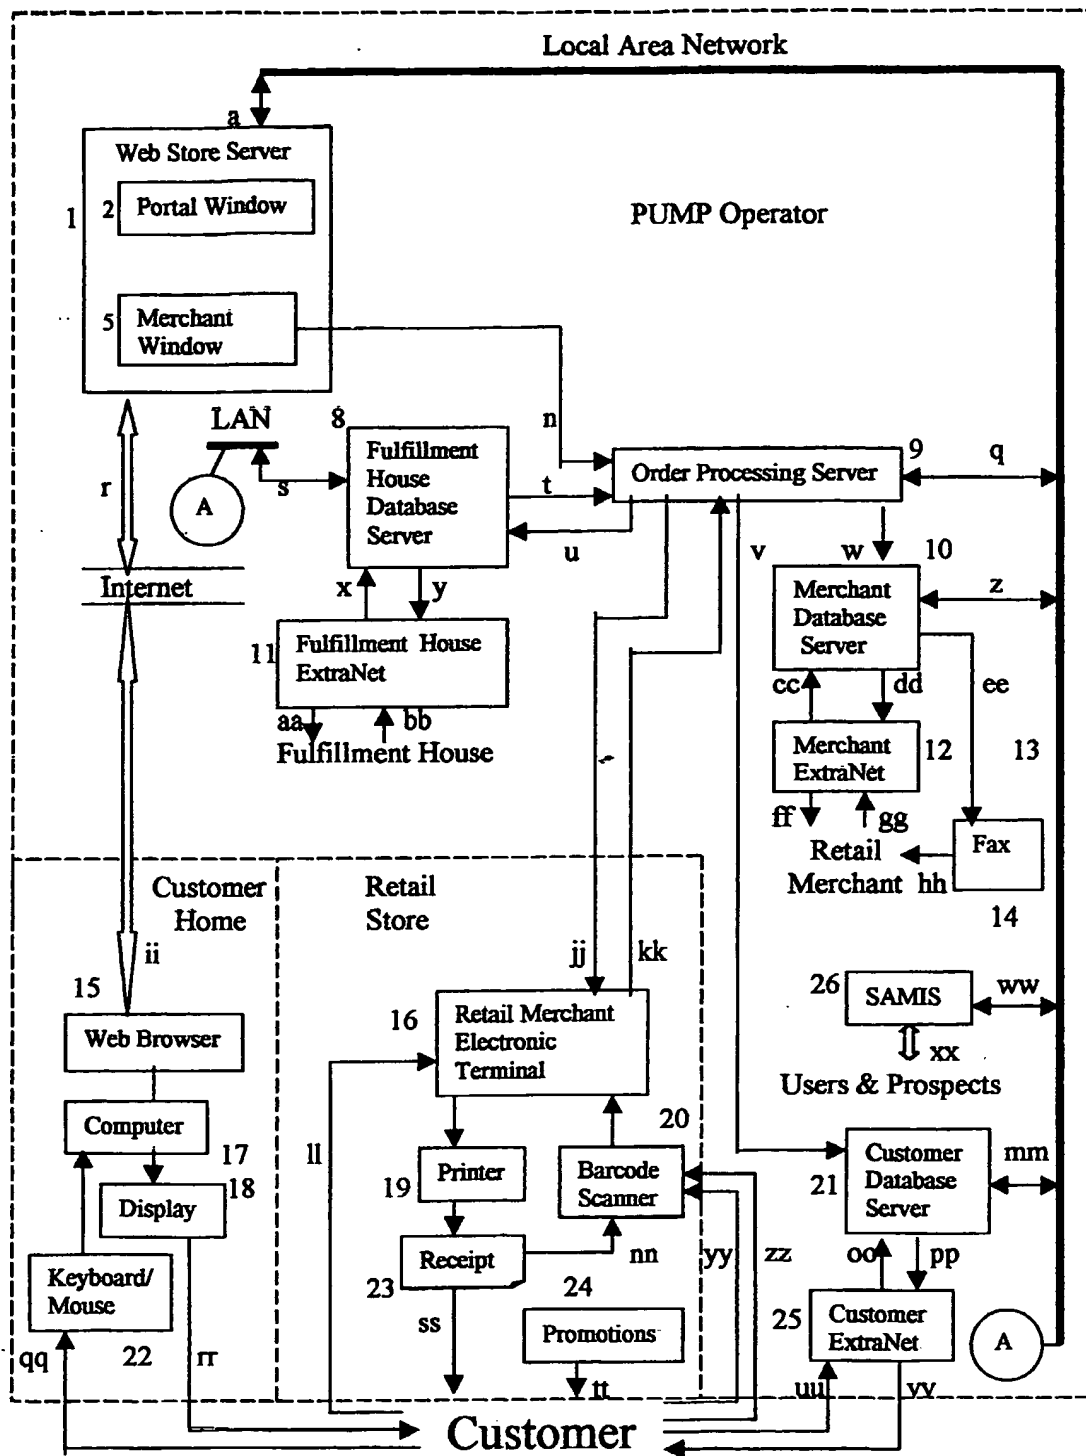 Local Area Network
a
Web Store Server
2 Portal Window
1
PUMP Operator
5 Merchant
Window
LAN
8
n
Fulfillment
House
Database
Server
9
Order Processing Server
q
r
A
s
t
u
v
w
10
Internet
x
y
Merchant
Database
Server
z
11
Fulfillment House
ExtraNet
cc
dd
ee
aa
bb
Fulfillment House
Merchant
ExtraNet
12
13
ff
gg
Retail
Merchant
hh
Fax
14
Customer
Home
Retail
Store
ii
jj
kk
15
Web Browser
16
Retail Merchant
Electronic
Terminal
26
SAMIS
ww
xx
Users & Prospects
Computer
17
ll
20
18
Display
19
Printer
Barcode
Scanner
21
Customer
Database
Server
mm
Keyboard/
Mouse
Receipt
nn
yy
zz
oo
pp
23
24
ss
Promotions
25
Customer
ExtraNet
A
qq
22
rr
tt
uu
vv
Customer